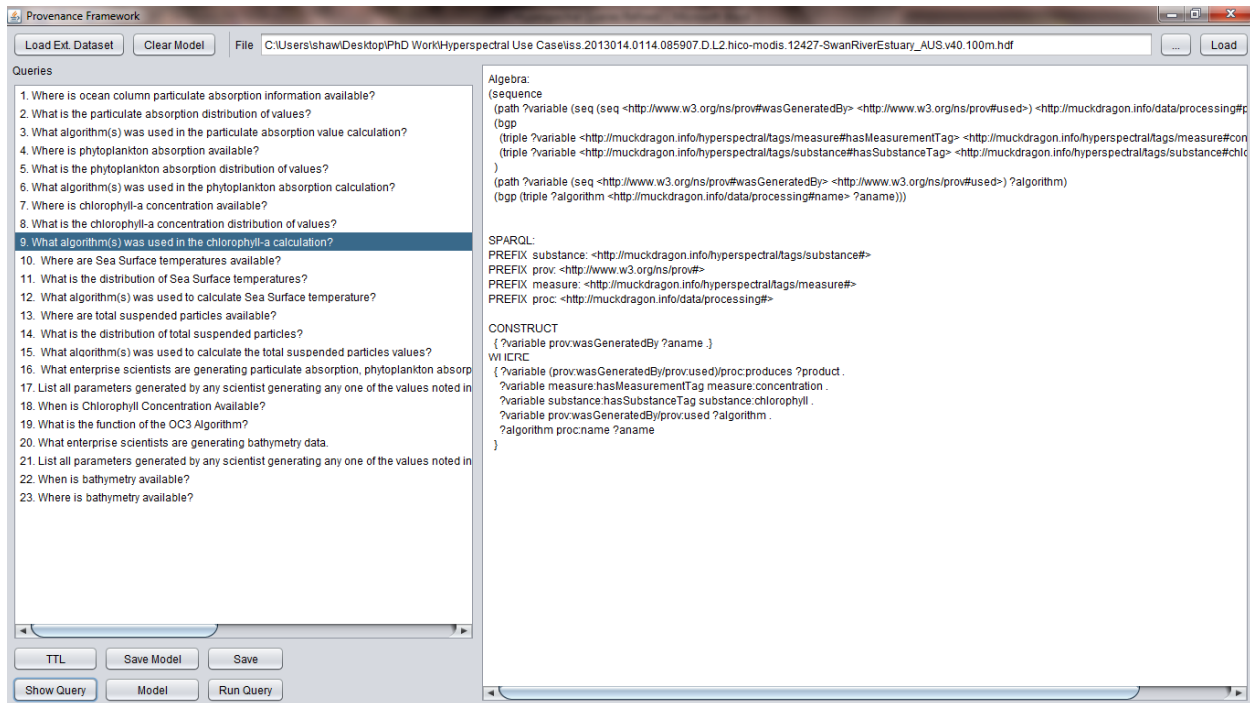 Provenance Framework
Load Ext. Dataset Clear Model File C:\Users\shaw\Desktop\PhD Work\Hyperspectral Use Case\iss.2013014.0114.085907.D.L2.hico-modis.12427-SwanRiverEstuary_AUS.v40.100m.hdf ... Load
Queries
1. Where is ocean column particulate absorption information available?
2. What is the particulate absorption distribution of values?
3. What algorithm(s) was used in the particulate absorption value calculation?
4. Where is phytoplankton absorption available?
5. What is the phytoplankton absorption distribution of values?
6. What algorithm(s) was used in the phytoplankton absorption calculation?
7. Where is chlorophyll-a concentration available?
8. What is the chlorophyll-a concentration distribution of values?
9. What algorithm(s) was used in the chlorophyll-a calculation?
10. Where are Sea Surface temperatures available?
11. What is the distribution of Sea Surface temperatures?
12. What algorithm(s) was used to calculate Sea Surface temperature?
13. Where are total suspended particles available?
14. What is the distribution of total suspended particles?
15. What algorithm(s) was used to calculate the total suspended particles values?
16. What enterprise scientists are generating particulate absorption, phytoplankton absorp
17. List all parameters generated by any scientist generating any one of the values noted in
18. When is Chlorophyll Concentration Available?
19. What is the function of the OC3 Algorithm?
20. What enterprise scientists are generating bathymetry data.
21. List all parameters generated by any scientist generating any one of the values noted in
22. When is bathymetry available?
23. Where is bathymetry available?
TTL Save Model Save
Show Query Model Run Query
Algebra:
(sequence
(path ?variable (seq (seq <http://www.w3.org/ns/prov#wasGeneratedBy> <http://www.w3.org/ns/prov#used>) <http://muckdragon.info/data/processing#p
(bgp
(triple ?variable <http://muckdragon.info/hyperspectral/tags/measure#hasMeasurementTag> <http://muckdragon.info/hyperspectral/tags/measure#con
(triple ?variable <http://muckdragon.info/hyperspectral/tags/substance#hasSubstanceTag> <http://muckdragon.info/hyperspectral/tags/substance#chlo
)
(path ?variable (seq <http://www.w3.org/ns/prov#wasGeneratedBy> <http://www.w3.org/ns/prov#used>) ?algorithm)
(bgp (triple ?algorithm <http://muckdragon.info/data/processing#name> ?aname)))
SPARQL:
PREFIX substance: <http://muckdragon.info/hyperspectral/tags/substance#>
PREFIX prov: <http://www.w3.org/ns/prov#>
PREFIX measure: <http://muckdragon.info/hyperspectral/tags/measure#>
PREFIX proc: <http://muckdragon.info/data/processing#>
CONSTRUCT
{ ?variable prov:wasGeneratedBy ?aname .}
WHERE
{ ?variable (prov:wasGeneratedBy/prov:used)/proc:produces ?product .
?variable measure:hasMeasurementTag measure:concentration .
?variable substance:hasSubstanceTag substance:chlorophyll .
?variable prov:wasGeneratedBy/prov:used ?algorithm .
?algorithm proc:name ?aname
}